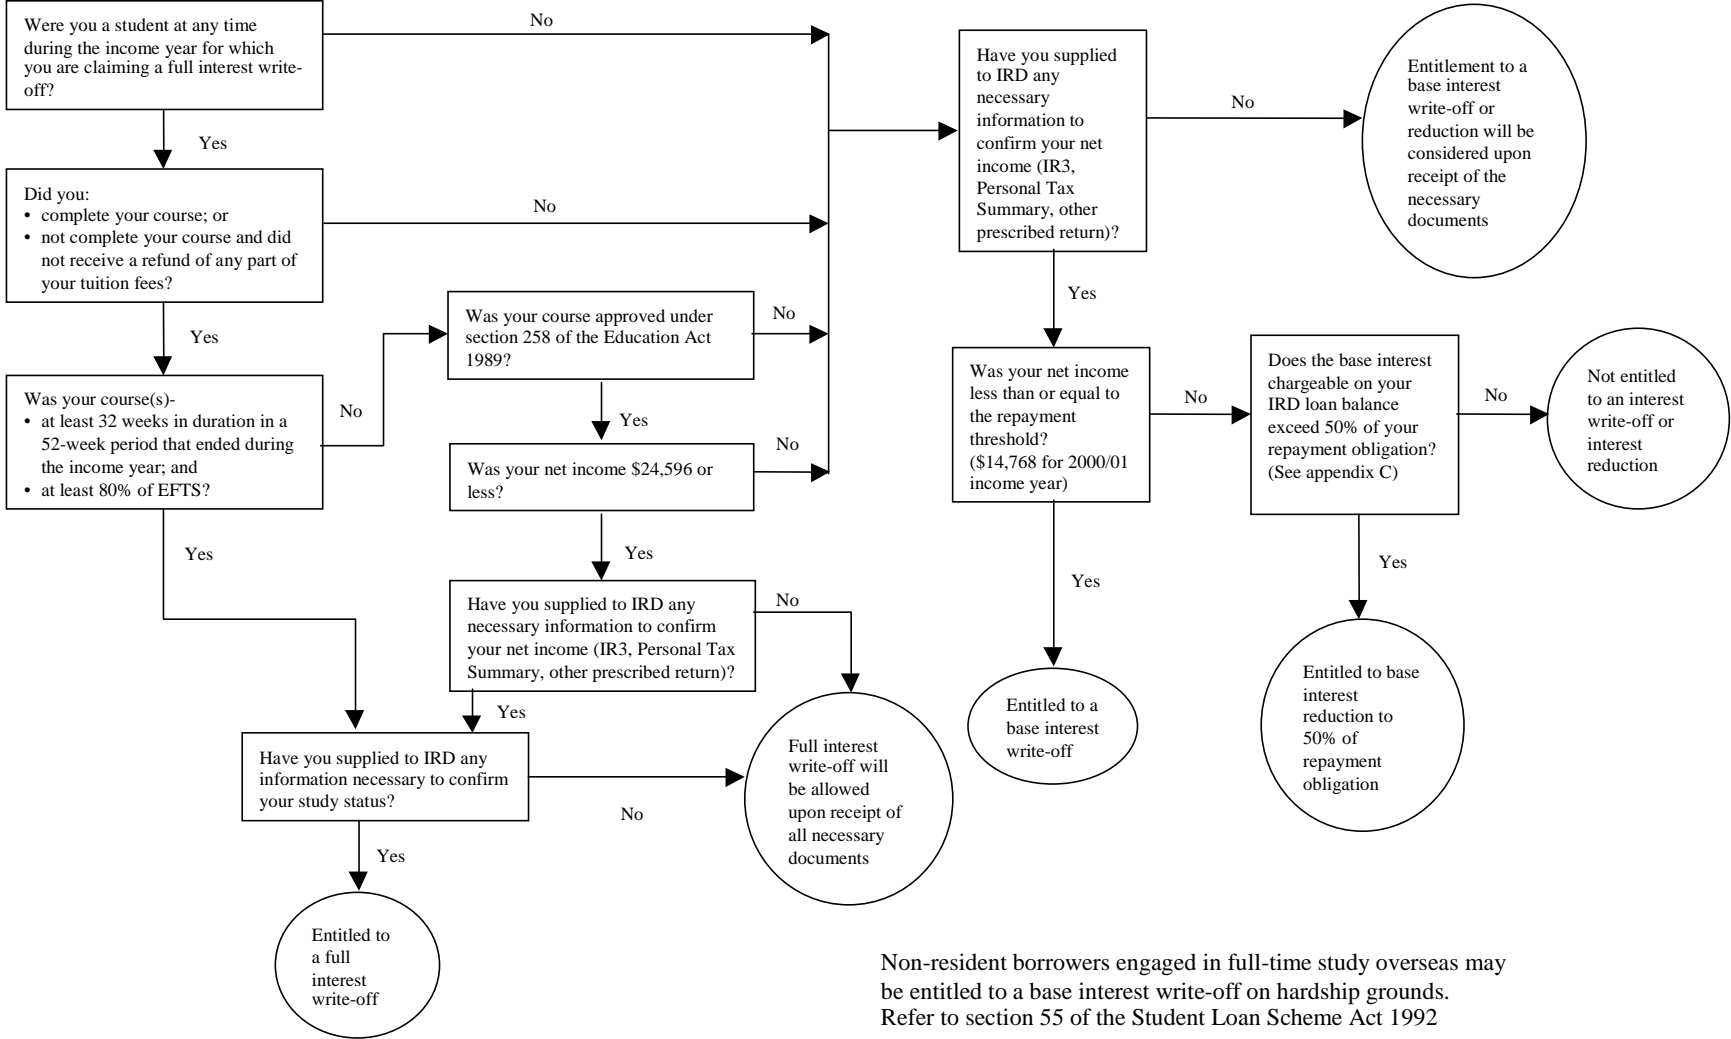 Were you a student at any time
during the income year for which
you are claiming a full interest write-
off?
No
Yes
Did you:
• complete your course; or
• not complete your course and did
not receive a refund of any part of
your tuition fees?
No
Yes
Was your course(s)-
• at least 32 weeks in duration in a
52-week period that ended during
the income year; and
• at least 80% of EFTS?
No
Yes
Was your course approved under
section 258 of the Education Act
1989?
No
Yes
Was your net income $24,596 or
less?
No
Yes
Have you supplied to IRD any
necessary information to confirm
your net income (IR3, Personal Tax
Summary, other prescribed return)?
No
Yes
Have you supplied to IRD any
information necessary to confirm
your study status?
No
Yes
Full interest
write-off will
be allowed
upon receipt of
all necessary
documents
Entitled to
a full
interest
write-off
Have you supplied
to IRD any
necessary
information to
confirm your net
income (IR3,
Personal Tax
Summary, other
prescribed return)?
No
Yes
Entitlement to a
base interest
write-off or
reduction will be
considered upon
receipt of the
necessary
documents
Was your net income
less than or equal to
the repayment
threshold?
($14,768 for 2000/01
income year)
No
Yes
Does the base interest
chargeable on your
IRD loan balance
exceed 50% of your
repayment obligation?
(See appendix C)
No
Yes
Not entitled
to an interest
write-off or
interest
reduction
Entitled to a
base interest
write-off
Entitled to base
interest
reduction to
50% of
repayment
obligation
Non-resident borrowers engaged in full-time study overseas may
be entitled to a base interest write-off on hardship grounds.
Refer to section 55 of the Student Loan Scheme Act 1992